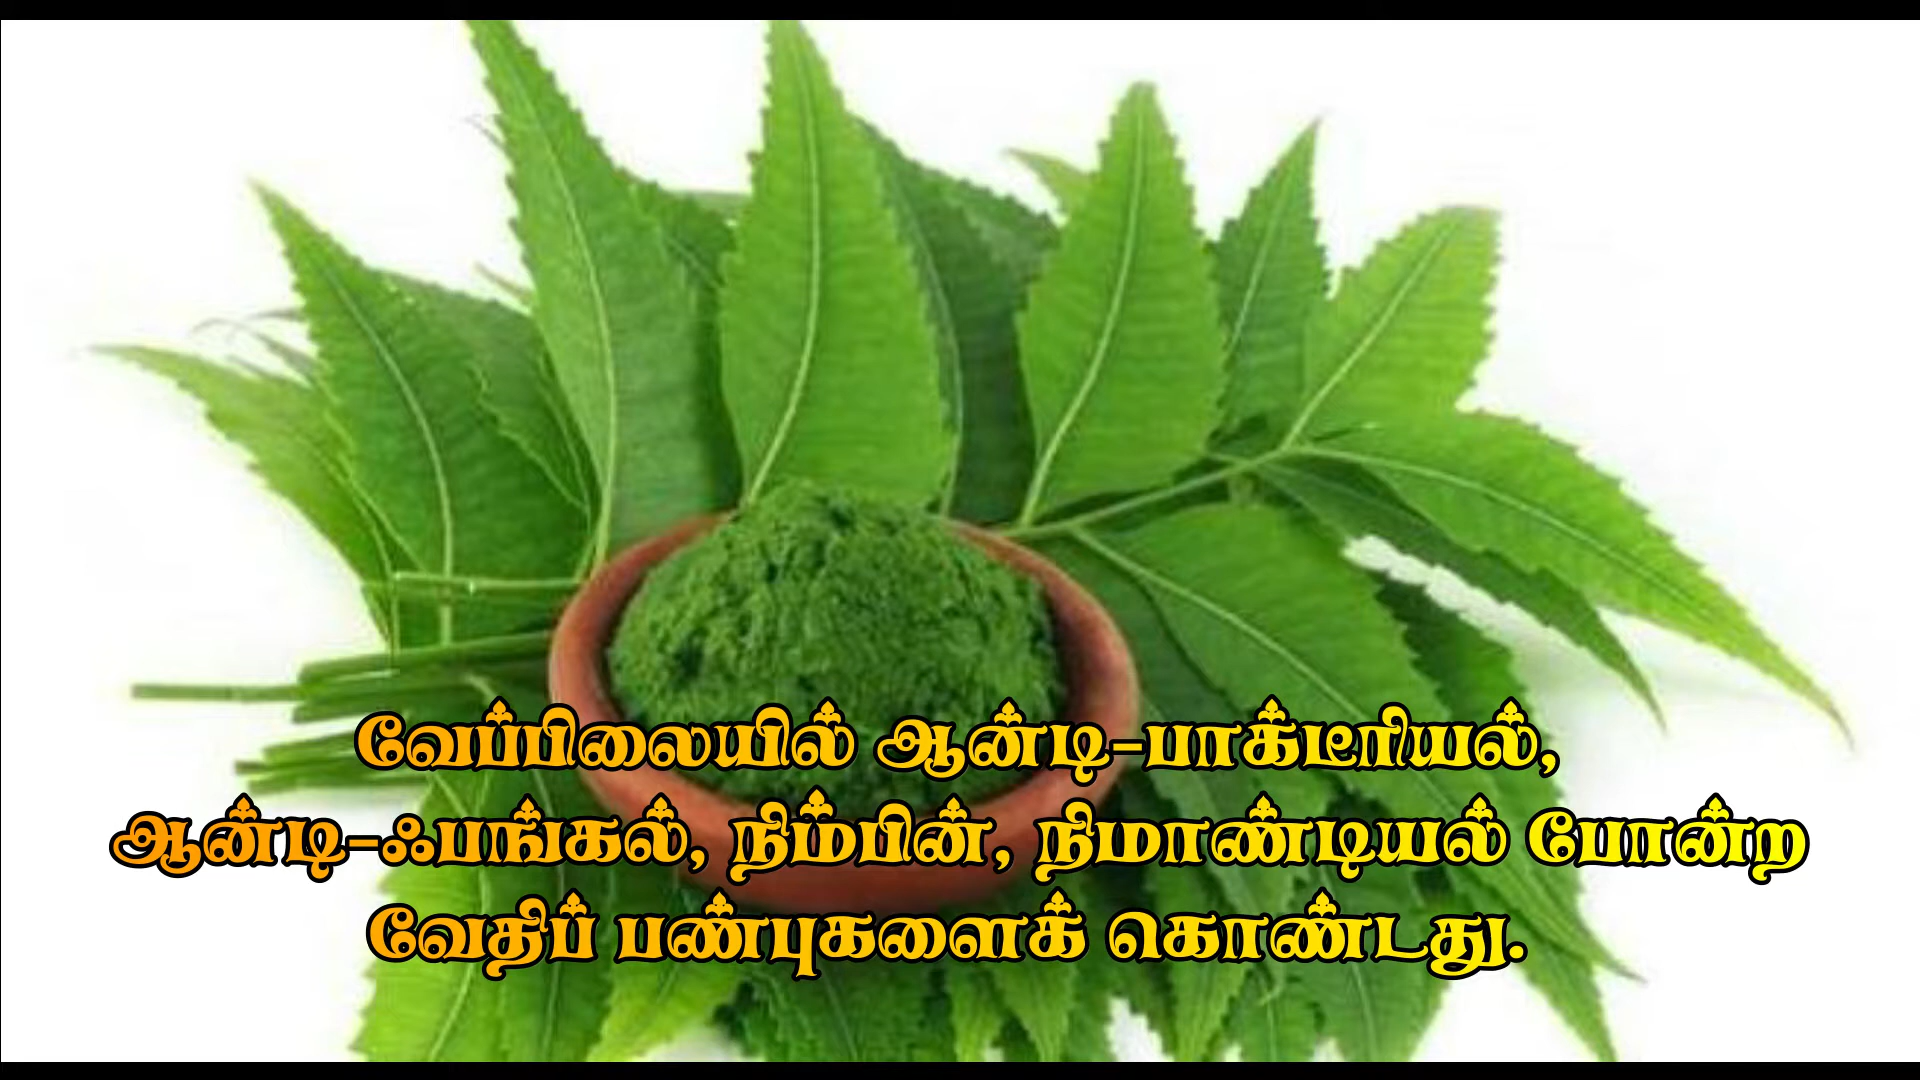 வேப்பிலையில் ஆன்டி-பாக்டீரியல்,
ஆன்டி-ஃபங்கல், நிம்பின், நிமாண்டியல் போன்ற
வேதிப் பண்புகளைக் கொண்டது.